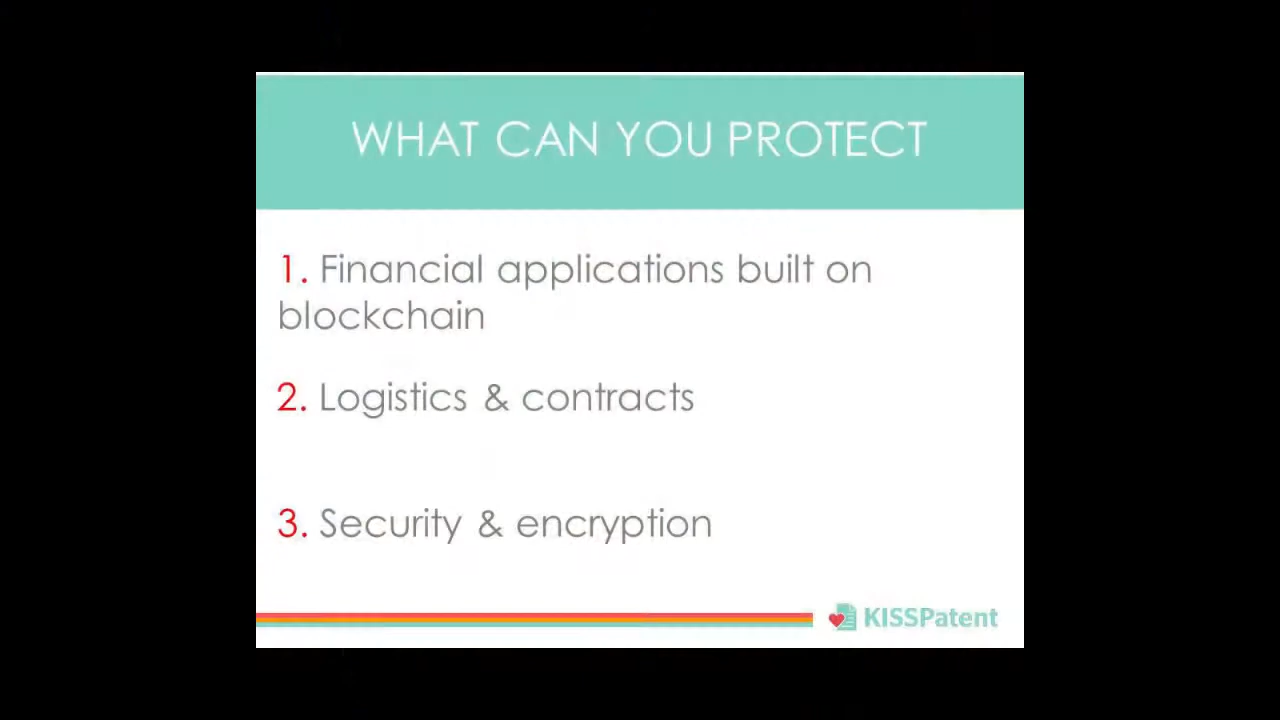 WHAT CAN YOU PROTECT
1. Financial applications built on
blockchain
2. Logistics & contracts
3. Security & encryption
KISSPatent